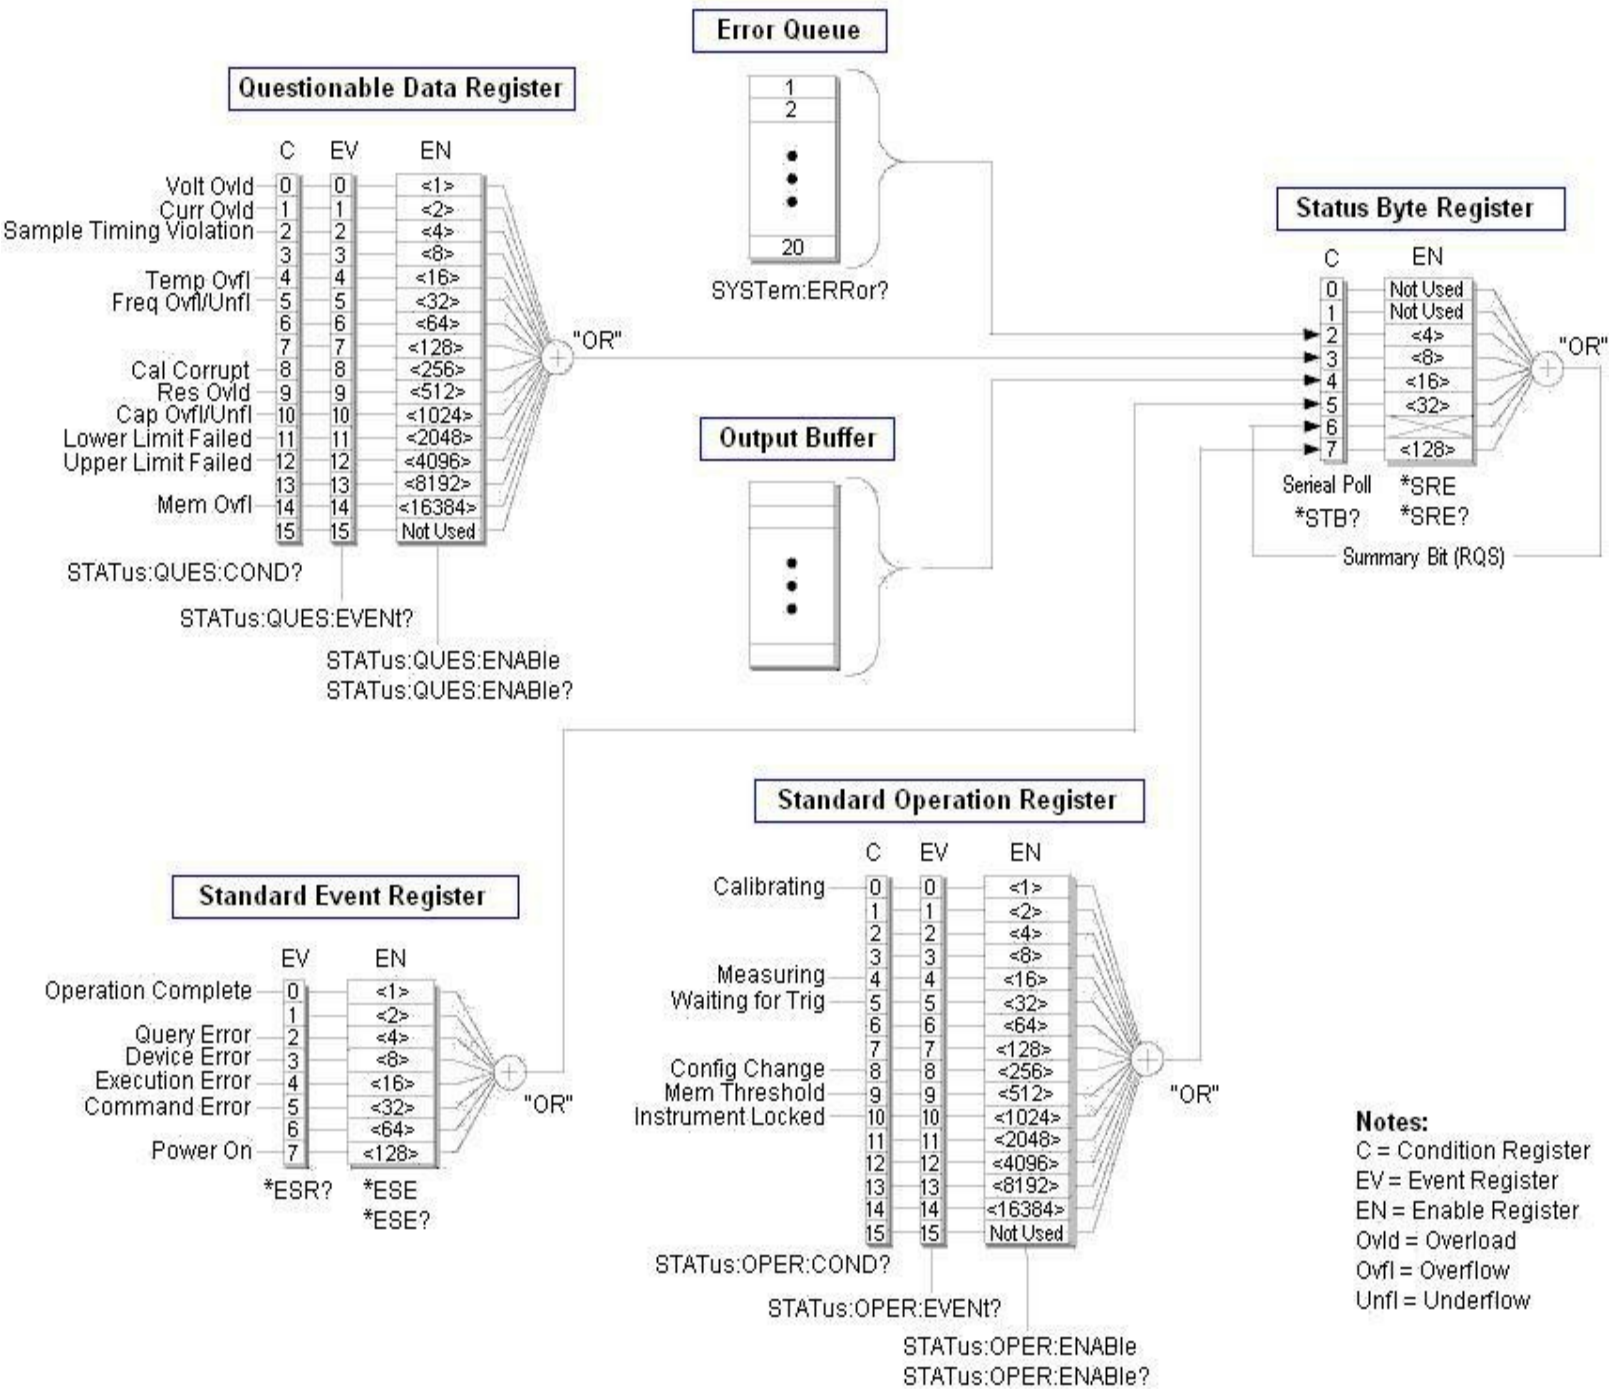 Error Queue
1
2
20
SYSTem:ERRor?
Questionable Data Register
C EV EN
Volt Ovld 0 0 <1>
Curr Ovld 1 1 <2>
Sample Timing Violation 2 2 <4>
3 3 <8>
Temp Ovfl 4 4 <16>
Freq Ovfl/Unfl 5 5 <32>
6 6 <64>
7 7 <128>
Cal Corrupt 8 8 <256>
Res Ovld 9 9 <512>
Cap Ovfl/Unfl 10 10 <1024>
Lower Limit Failed 11 11 <2048>
Upper Limit Failed 12 12 <4096>
13 13 <8192>
Mem Ovfl 14 14 <16384>
15 15 Not Used
"OR"
STATus:QUES:COND?
STATus:QUES:EVENt?
STATus:QUES:ENABle
STATus:QUES:ENABle?
Status Byte Register
C EN
0 Not Used
1 Not Used
2 <4>
3 <8>
4 <16>
5 <32>
6
7 <128>
"OR"
Serieal Poll *SRE
*STB? *SRE?
Summary Bit (RQS)
Output Buffer
Standard Event Register
EV EN
Operation Complete 0 <1>
1 <2>
Query Error 2 <4>
Device Error 3 <8>
Execution Error 4 <16>
Command Error 5 <32>
6 <64>
Power On 7 <128>
"OR"
*ESR? *ESE
*ESE?
Standard Operation Register
C EV EN
Calibrating 0 0 <1>
1 1 <2>
2 2 <4>
3 3 <8>
Measuring 4 4 <16>
Waiting for Trig 5 5 <32>
6 6 <64>
7 7 <128>
Config Change 8 8 <256>
Mem Threshold 9 9 <512>
Instrument Locked 10 10 <1024>
11 11 <2048>
12 12 <4096>
13 13 <8192>
14 14 <16384>
15 15 Not Used
"OR"
STATus:OPER:COND?
STATus:OPER:EVENt?
STATus:OPER:ENABle
STATus:OPER:ENABle?
Notes:
C = Condition Register
EV = Event Register
EN = Enable Register
Ovld = Overload
Ovfl = Overflow
Unfl = Underflow